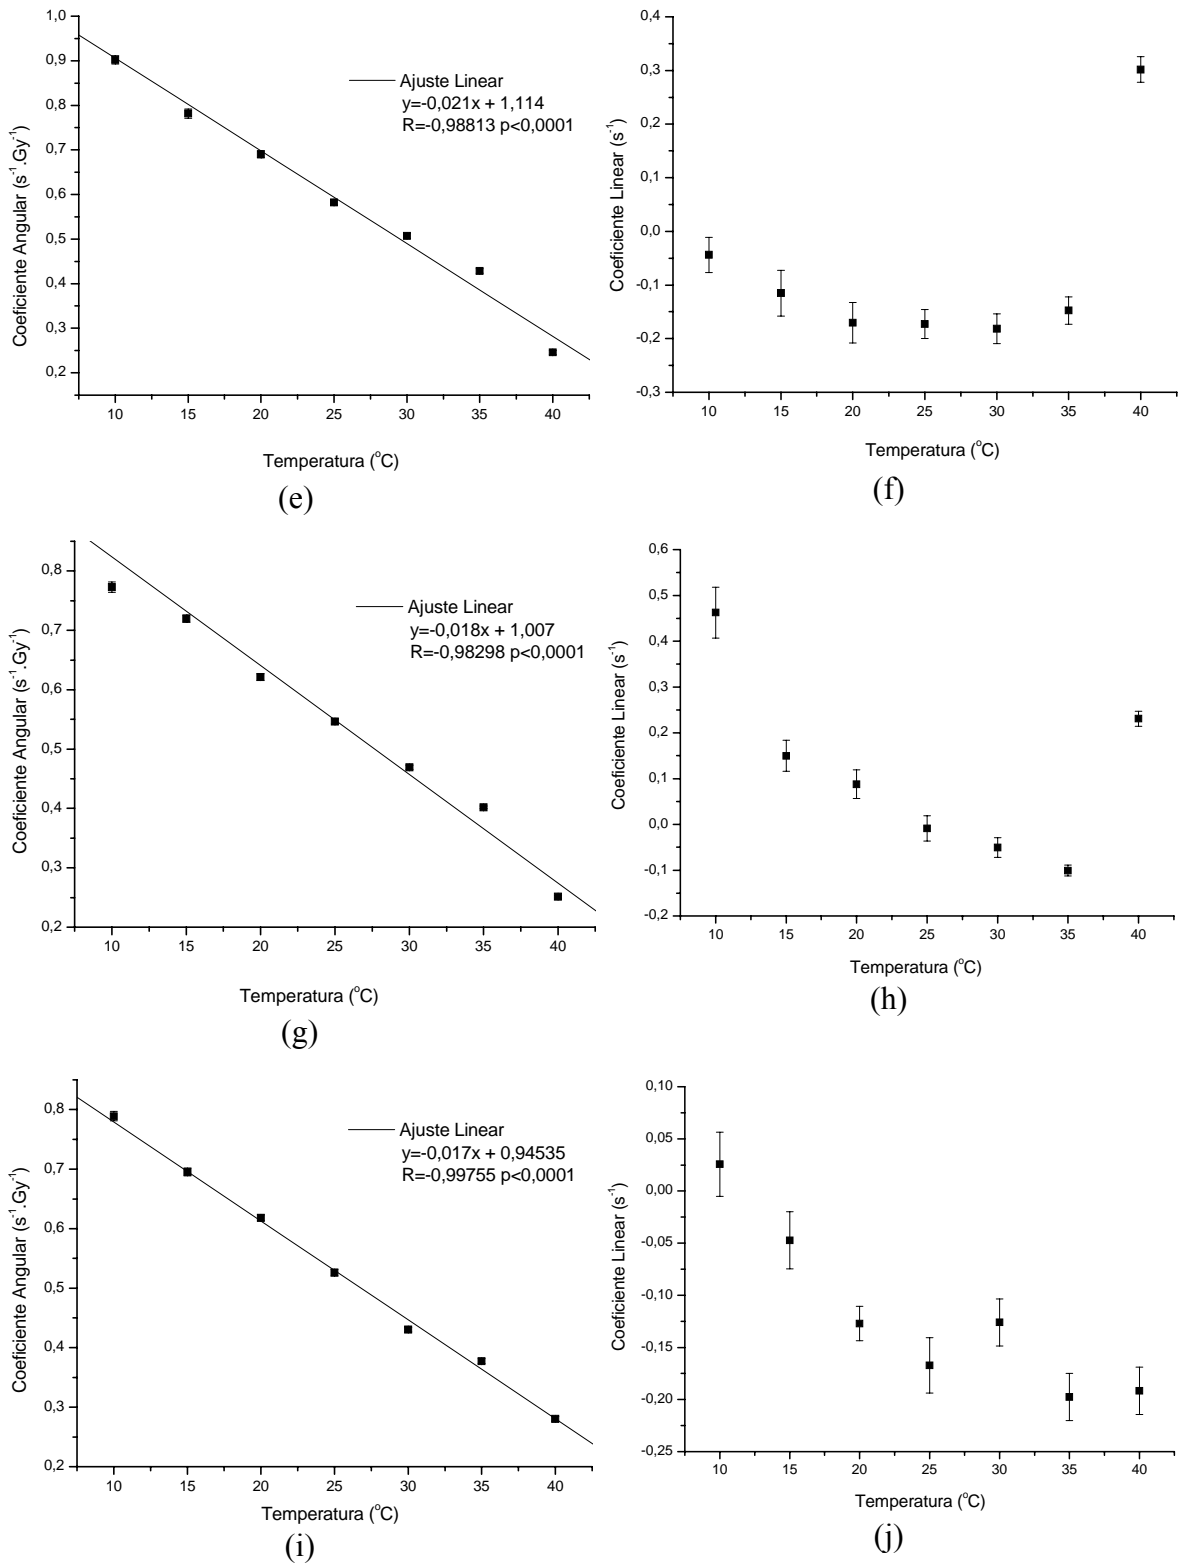 1,0
0,9
0,8
0,7
0,6
0,5
0,4
0,3
0,2
Coeficiente Angular (s⁻¹.Gy⁻¹)
Ajuste Linear
y=-0,021x + 1,114
R=-0,98813 p<0,0001
10 15 20 25 30 35 40
Temperatura (°C)
(e)
0,4
0,3
0,2
0,1
0,0
-0,1
-0,2
-0,3
Coeficiente Linear (s⁻¹)
10 15 20 25 30 35 40
Temperatura (°C)
(f)
0,8
0,7
0,6
0,5
0,4
0,3
0,2
Coeficiente Angular (s⁻¹.Gy⁻¹)
Ajuste Linear
y=-0,018x + 1,007
R=-0,98298 p<0,0001
10 15 20 25 30 35 40
Temperatura (°C)
(g)
0,6
0,5
0,4
0,3
0,2
0,1
0,0
-0,1
-0,2
Coeficiente Linear (s⁻¹)
10 15 20 25 30 35 40
Temperatura (°C)
(h)
0,8
0,7
0,6
0,5
0,4
0,3
0,2
Coeficiente Angular (s⁻¹.Gy⁻¹)
Ajuste Linear
y=-0,017x + 0,94535
R=-0,99755 p<0,0001
10 15 20 25 30 35 40
Temperatura (°C)
(i)
0,10
0,05
0,00
-0,05
-0,10
-0,15
-0,20
-0,25
Coeficiente Linear (s⁻¹)
10 15 20 25 30 35 40
Temperatura (°C)
(j)